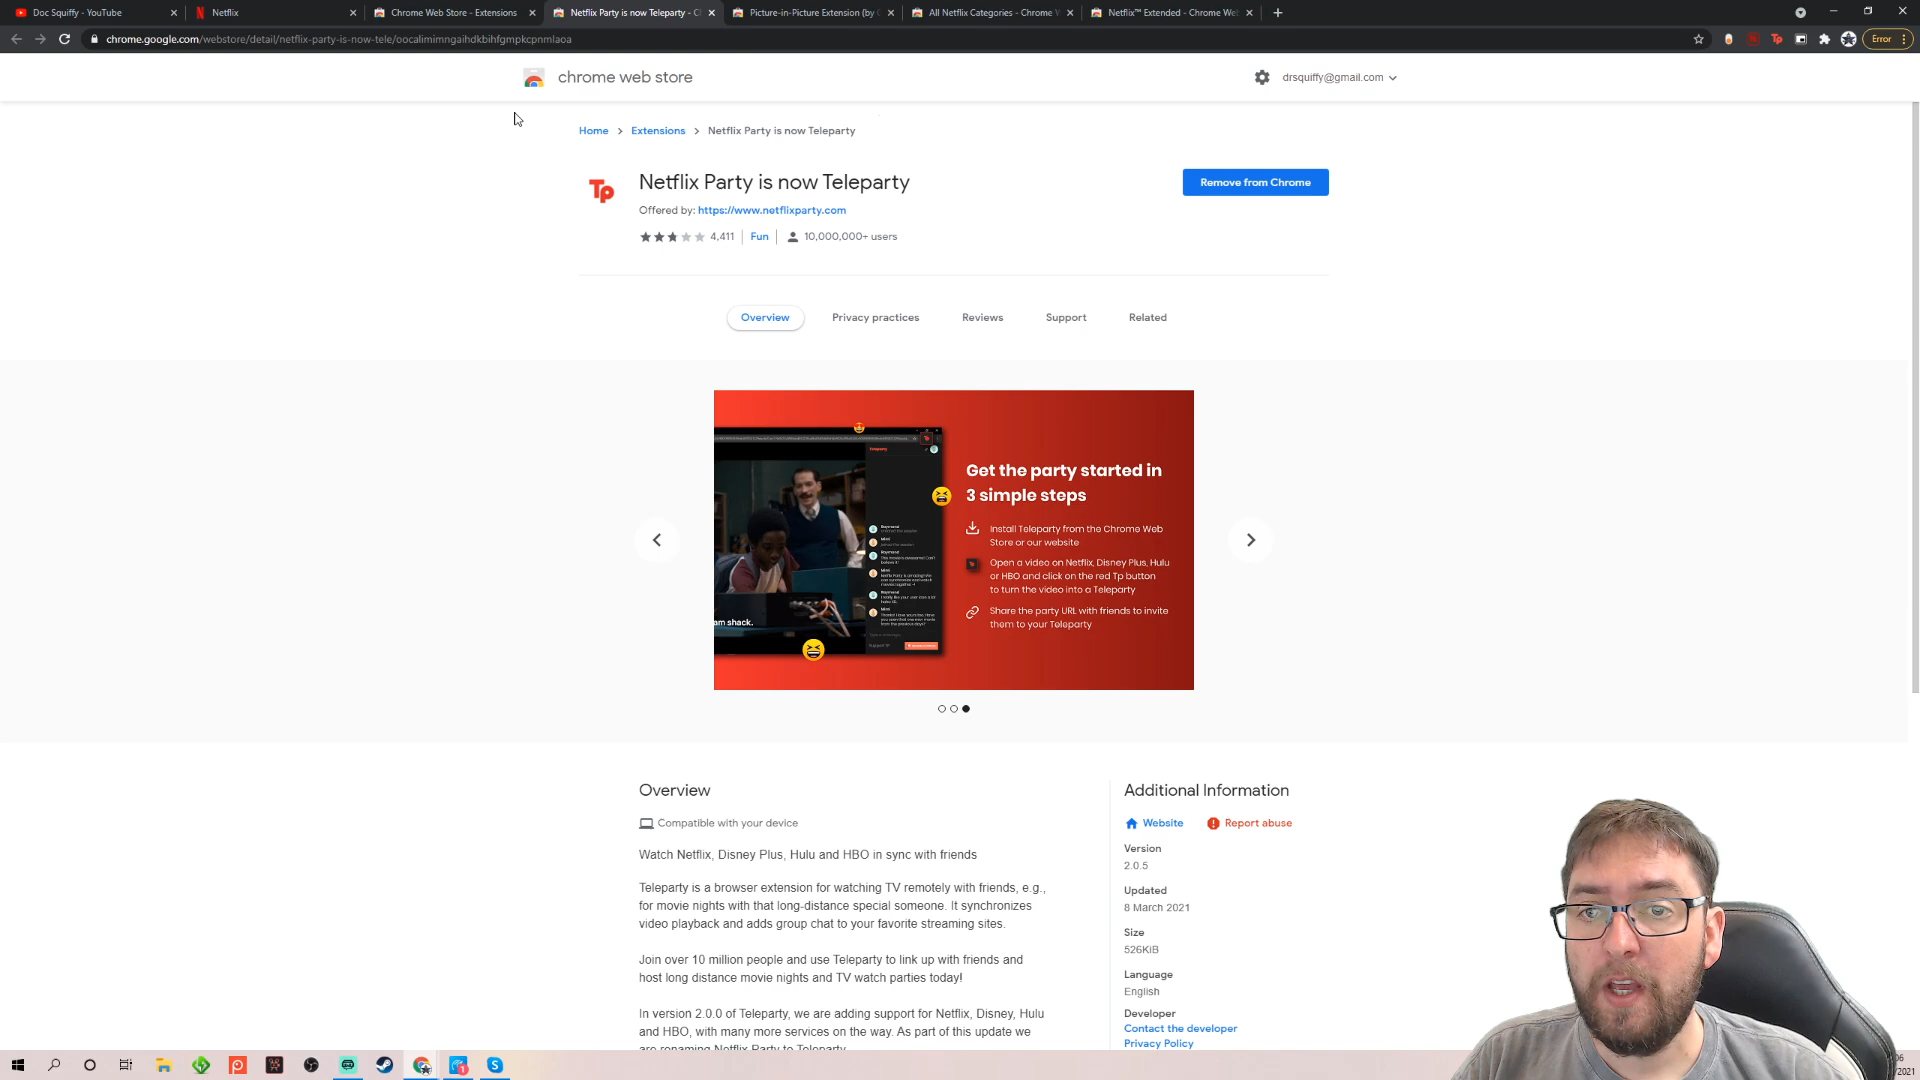 Doc Squiffy - YouTube
Netflix
Chrome Web Store - Extensions
Netflix Party is now Teleparty - C
Picture-in-Picture Extension (by
All Netflix Categories - Chrome
Netflix™ Extended - Chrome Web
chrome.google.com/webstore/detail/netflix-party-is-now-tele/oocalimimngaihdkbihfgmpkcpnmlaoa
Error
chrome web store
drsquiffy@gmail.com
Home > Extensions > Netflix Party is now Teleparty
Tp
Netflix Party is now Teleparty
Remove from Chrome
Offered by: https://www.netflixparty.com
4,411 Fun 10,000,000+ users
Overview
Privacy practices
Reviews
Support
Related
Get the party started in
3 simple steps
Install Teleparty from the Chrome Web
Store or our website
Open a video on Netflix, Disney Plus, Hulu
or HBO and click on the red Tp button
to turn the video into a Teleparty
Share the party URL with friends to invite
them to your Teleparty
am shack.
Overview
Compatible with your device
Watch Netflix, Disney Plus, Hulu and HBO in sync with friends
Teleparty is a browser extension for watching TV remotely with friends, e.g.,
for movie nights with that long-distance special someone. It synchronizes
video playback and adds group chat to your favorite streaming sites.
Join over 10 million people and use Teleparty to link up with friends and
host long distance movie nights and TV watch parties today!
In version 2.0.0 of Teleparty, we are adding support for Netflix, Disney, Hulu
and HBO, with many more services on the way. As part of this update we
are renaming Netflix Party to Teleparty
Additional Information
Website
Report abuse
Version
2.0.5
Updated
8 March 2021
Size
526KiB
Language
English
Developer
Contact the developer
Privacy Policy
06
2021